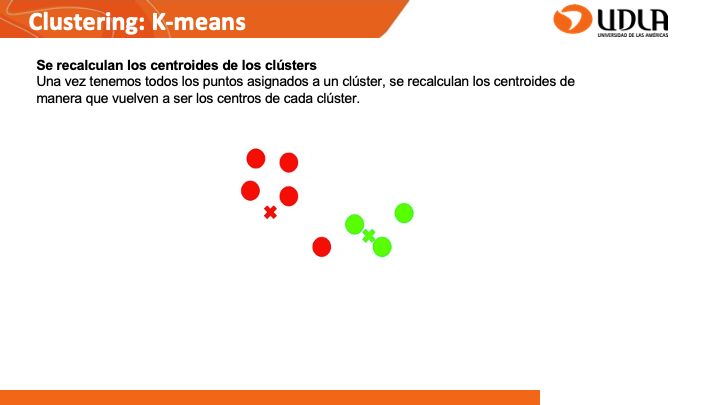 Clustering: K-means
UDLA
UNIVERSIDAD DE LAS AMÉRICAS
Se recalculan los centroides de los clústers
Una vez tenemos todos los puntos asignados a un clúster, se recalculan los centroides de
manera que vuelven a ser los centros de cada clúster.